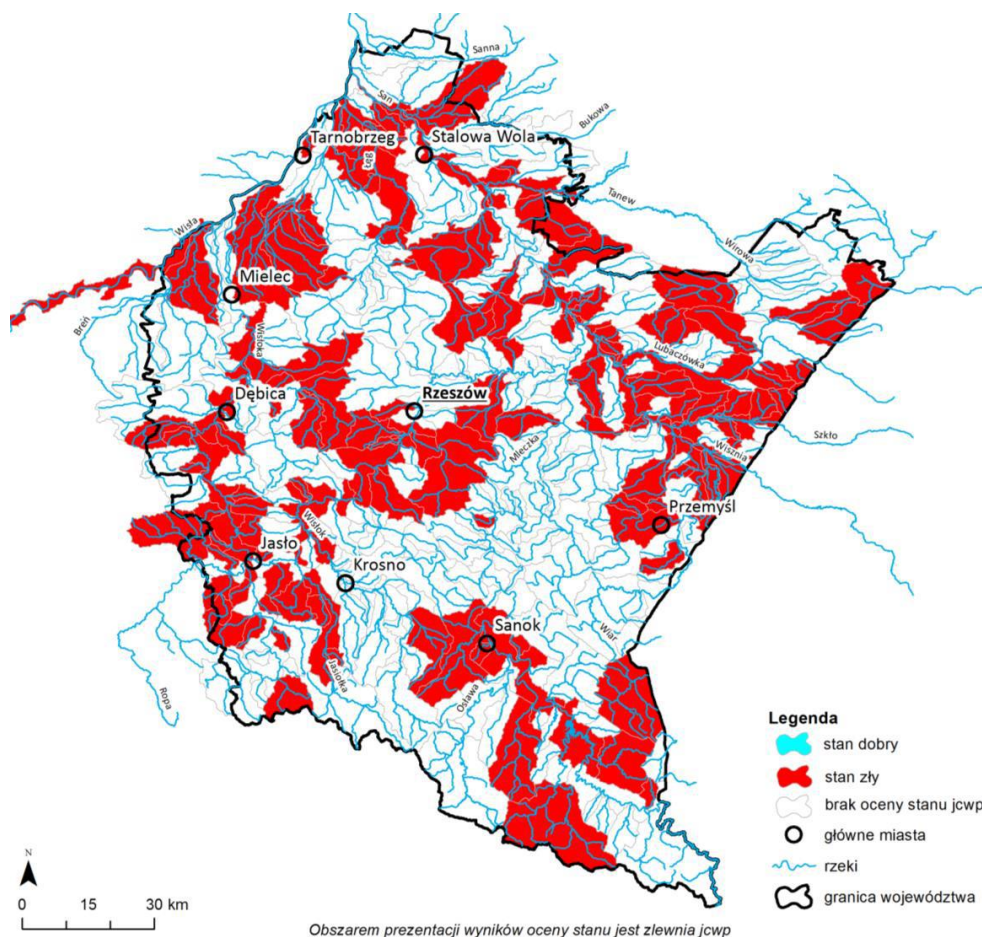 Sanna
San
Bukowa
Tarnobrzeg
Stalowa Wola
Łęg
Tanew
Wisła
Wirowa
Mielec
Breń
Wisłoka
Lubaczówka
Dębica
Rzeszów
Szkło
Mleczka
Wisznia
Przemyśl
Wisłok
Jasło
Krosno
Sanok
Wiar
Jasiołka
Osława
Ropa
Legenda
stan dobry
stan zły
brak oceny stanu jcwp
główne miasta
rzeki
granica województwa
N
0 15 30 km
Obszarem prezentacji wyników oceny stanu jest zlewnia jcwp